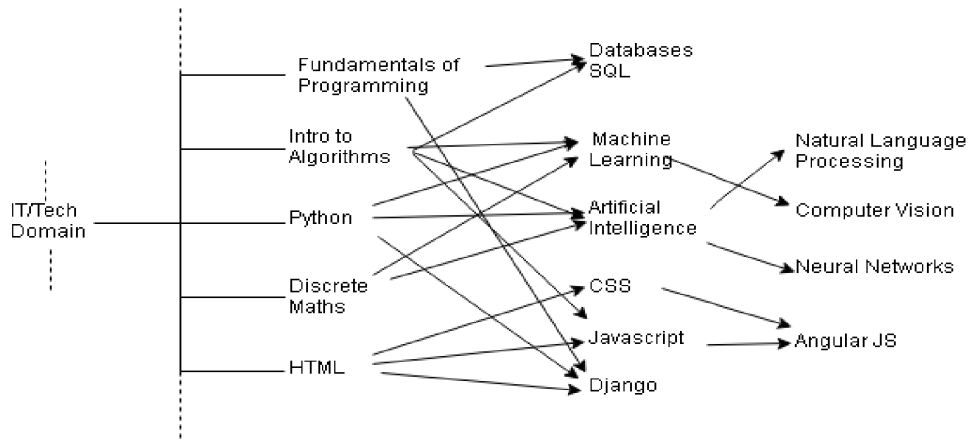 IT/Tech
Domain
Fundamentals of
Programming
Intro to
Algorithms
Python
Discrete
Maths
HTML
Databases
SQL
Machine
Learning
Artificial
Intelligence
CSS
Javascript
Django
Natural Language
Processing
Computer Vision
Neural Networks
Angular JS